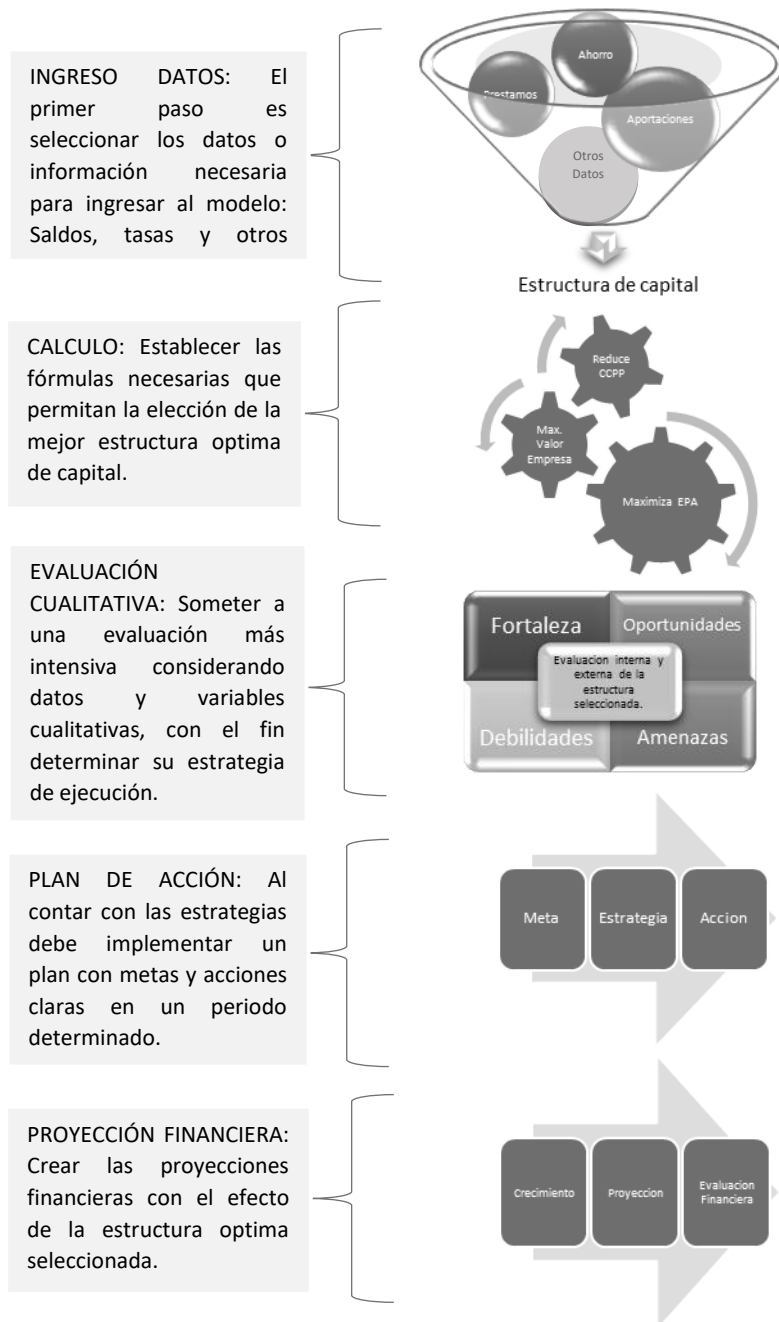 INGRESO DATOS: El
primer paso es
seleccionar los datos o
información necesaria
para ingresar al modelo:
Saldos, tasas y otros
Ahorro
Prestamos
Aportaciones
Otros
Datos
Estructura de capital
CALCULO: Establecer las
fórmulas necesarias que
permitan la elección de la
mejor estructura optima
de capital.
Reduce
CCPP
Max.
Valor
Empresa
Maximiza EPA
EVALUACIÓN
CUALITATIVA: Someter a
una evaluación más
intensiva considerando
datos y variables
cualitativas, con el fin
determinar su estrategia
de ejecución.
Fortaleza
Oportunidades
Evaluacion interna y
externa de la
estructura
seleccionada.
Debilidades
Amenazas
PLAN DE ACCIÓN: Al
contar con las estrategias
debe implementar un
plan con metas y acciones
claras en un periodo
determinado.
Meta
Estrategia
Accion
PROYECCIÓN FINANCIERA:
Crear las proyecciones
financieras con el efecto
de la estructura optima
seleccionada.
Crecimiento
Proyeccion
Evaluacion
Financiera